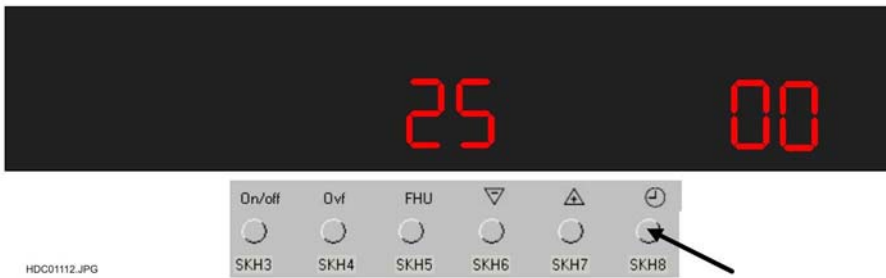 25 00
On/off Ovf FHU
SKH3 SKH4 SKH5 SKH6 SKH7 SKH8
HDC01112.JPG